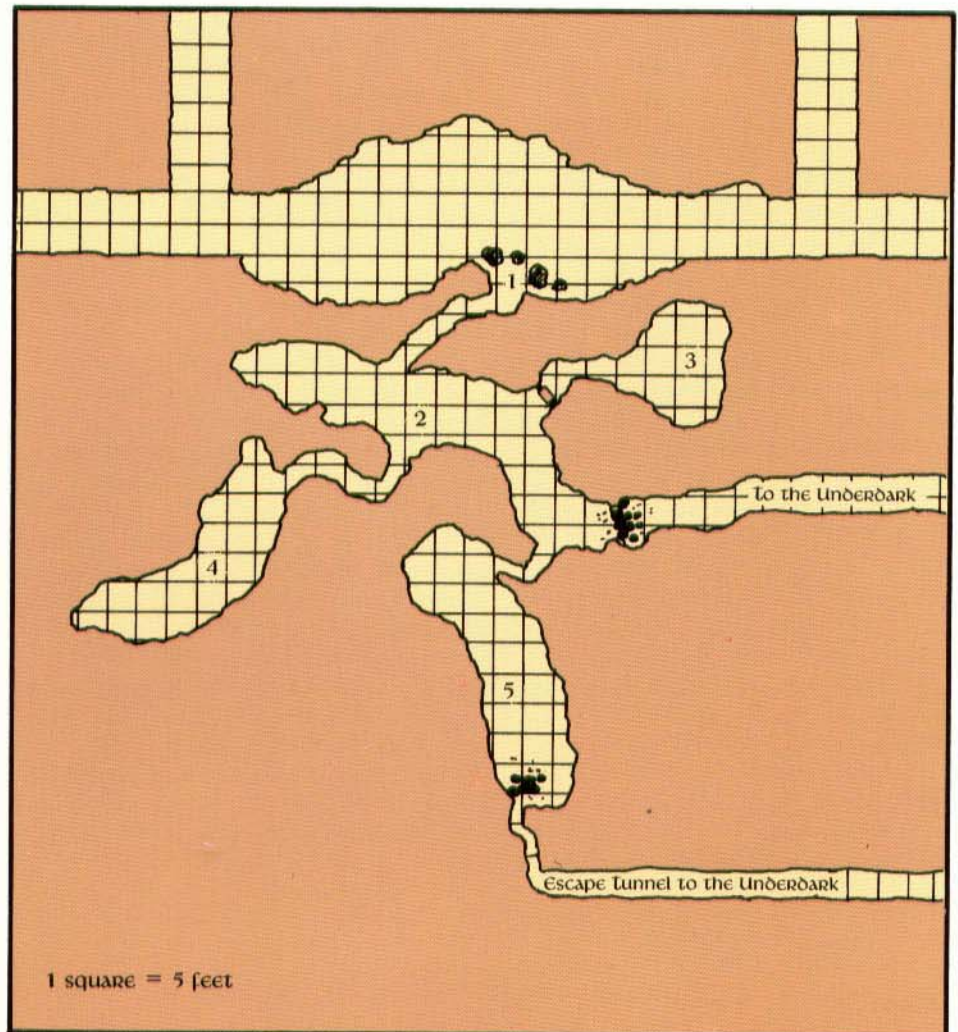 1
3
2
To the Underdark
4
5
Escape Tunnel to the Underdark
1 square = 5 feet